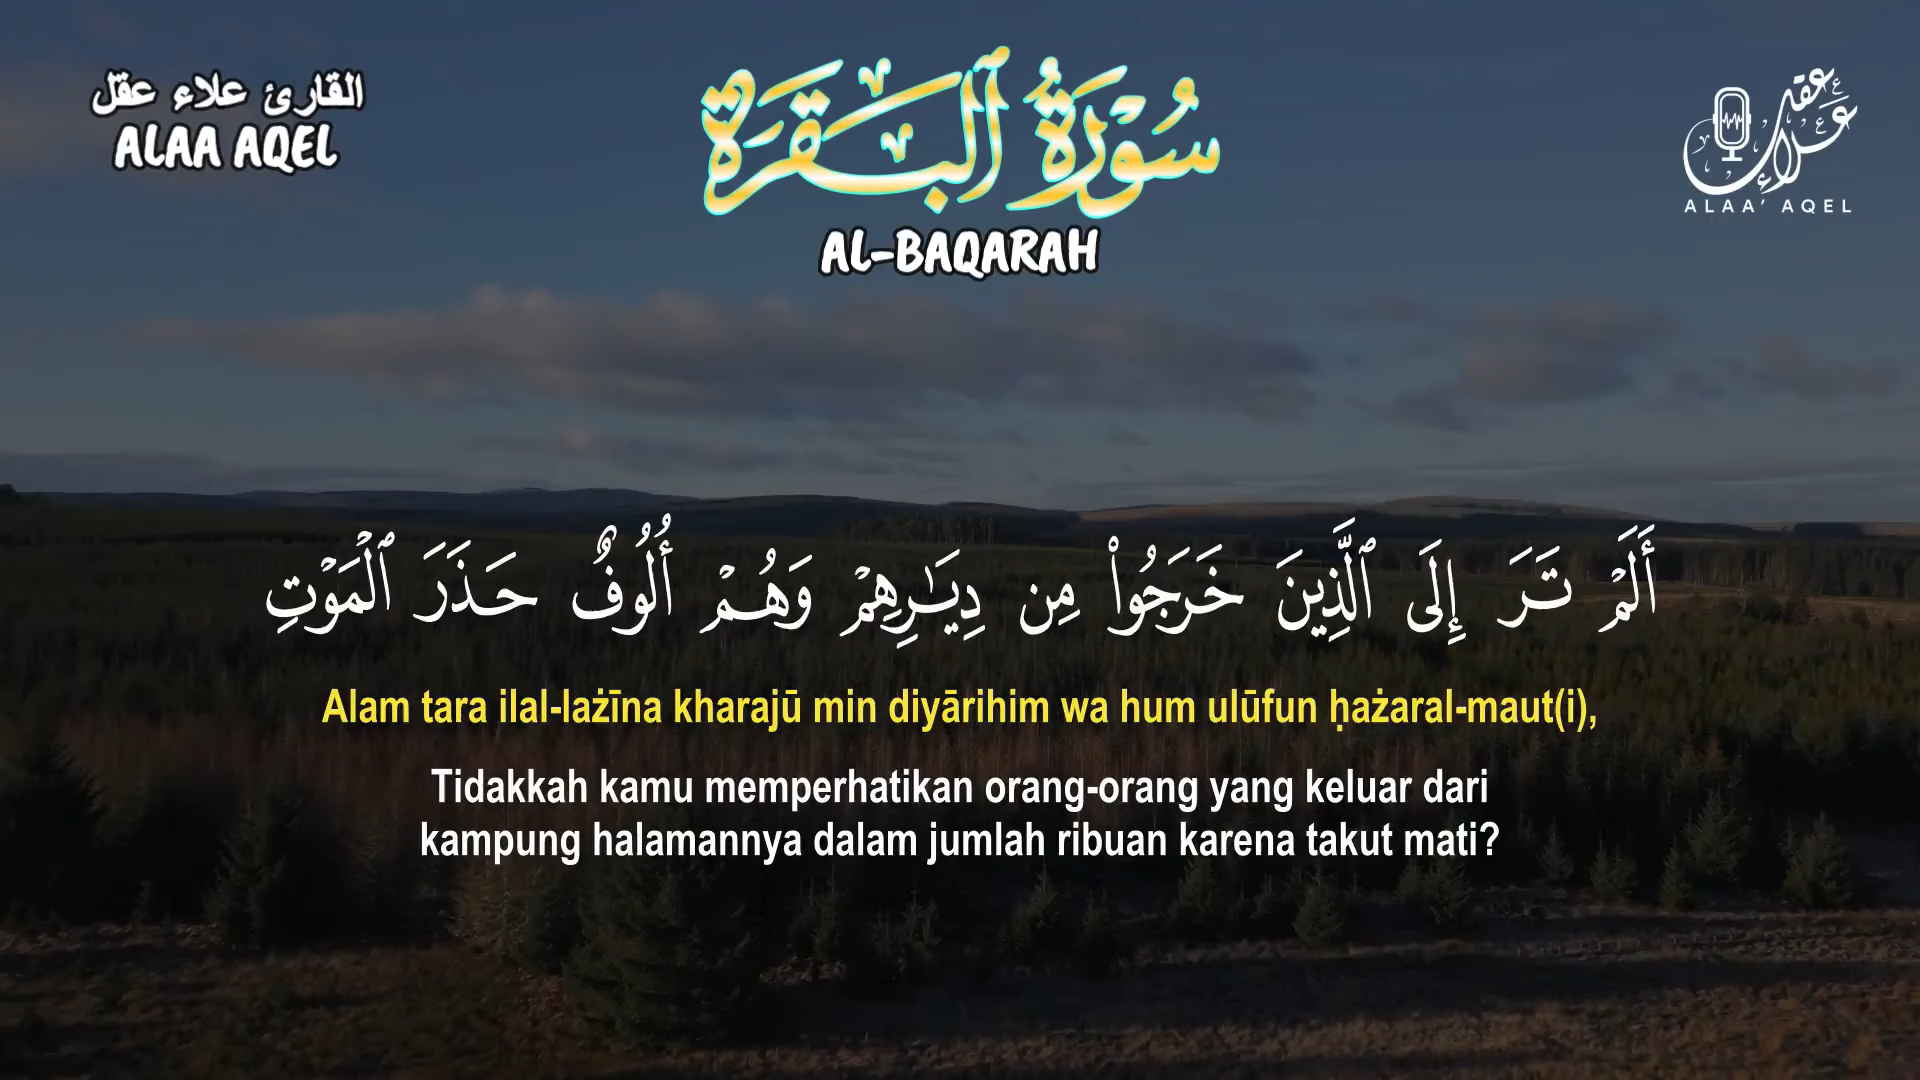 القارئ علاء عقل
ALAA AQEL
سُورَةُ ٱلْبَقَرَة
AL-BAQARAH
علاء عقل
ALAA' AQEL
أَلَمْ تَرَ إِلَى ٱلَّذِينَ خَرَجُوا۟ مِن دِيَـٰرِهِمْ وَهُمْ أُلُوفٌ حَذَرَ ٱلْمَوْتِ
Alam tara ilal-lażīna kharajū min diyārihim wa hum ulūfun ḥażaral-maut(i),
Tidakkah kamu memperhatikan orang-orang yang keluar dari
kampung halamannya dalam jumlah ribuan karena takut mati?